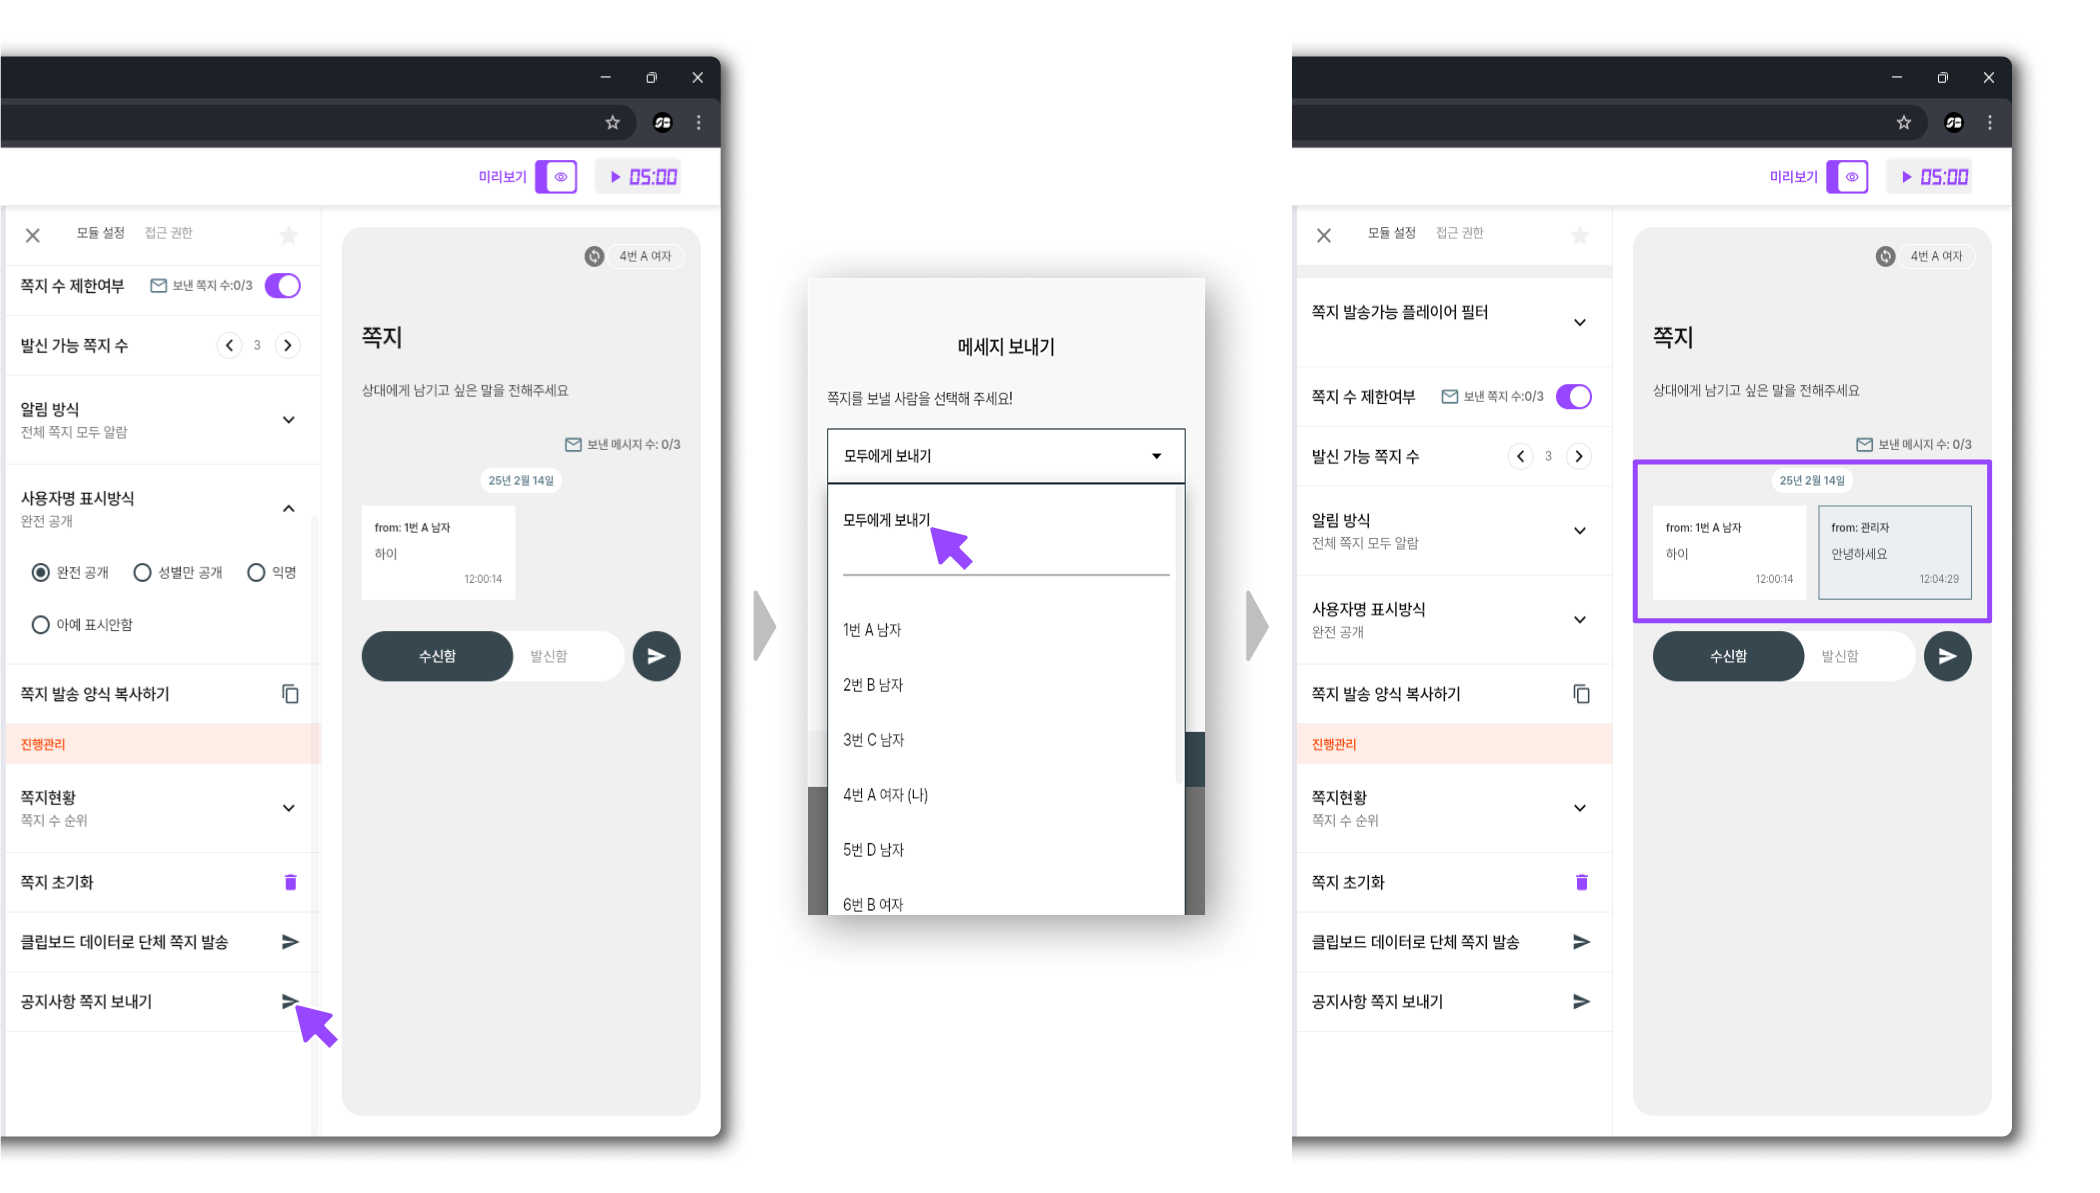 미리보기
05:00
모듈 설정 접근 권한
쪽지 수 제한여부 보낸 쪽지 수:0/3
발신 가능 쪽지 수 3
알림 방식
전체 쪽지 모두 알람
사용자명 표시방식
완전 공개
완전 공개 성별만 공개 익명
아예 표시안함
쪽지 발송 양식 복사하기
진행관리
쪽지현황
쪽지 수 순위
쪽지 초기화
클립보드 데이터로 단체 쪽지 발송
공지사항 쪽지 보내기
4번 A 여자
쪽지
상대에게 남기고 싶은 말을 전해주세요
보낸 메시지 수: 0/3
25년 2월 14일
from: 1번 A 남자
하이
12:00:14
수신함 발신함
메세지 보내기
쪽지를 보낼 사람을 선택해 주세요!
모두에게 보내기
모두에게 보내기
1번 A 남자
2번 B 남자
3번 C 남자
4번 A 여자 (나)
5번 D 남자
6번 B 여자
미리보기
05:00
모듈 설정 접근 권한
쪽지 발송가능 플레이어 필터
쪽지 수 제한여부 보낸 쪽지 수:0/3
발신 가능 쪽지 수 3
알림 방식
전체 쪽지 모두 알람
사용자명 표시방식
완전 공개
쪽지 발송 양식 복사하기
진행관리
쪽지현황
쪽지 수 순위
쪽지 초기화
클립보드 데이터로 단체 쪽지 발송
공지사항 쪽지 보내기
4번 A 여자
쪽지
상대에게 남기고 싶은 말을 전해주세요
보낸 메시지 수: 0/3
25년 2월 14일
from: 1번 A 남자
하이
12:00:14
from: 관리자
안녕하세요
12:04:29
수신함 발신함